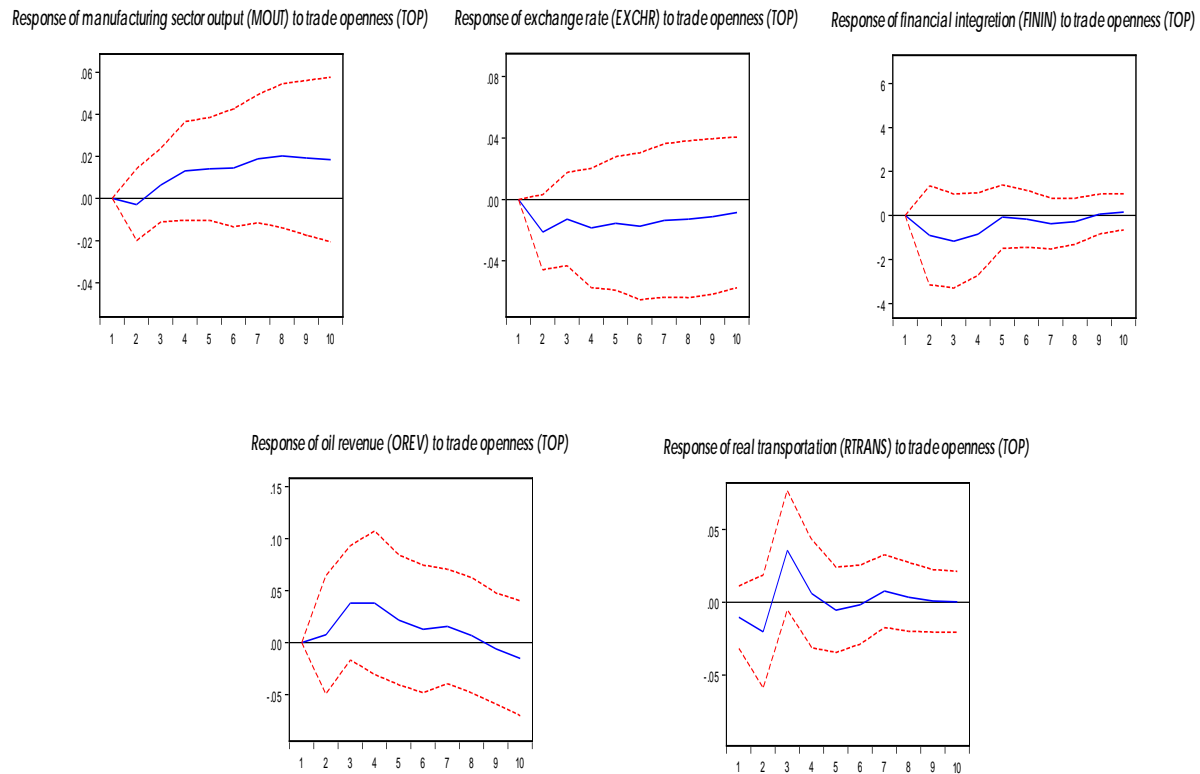 Response of manufacturing sector output (MOUT) to trade openness (TOP)
Response of exchange rate (EXCHR) to trade openness (TOP)
Response of financial integretion (FININ) to trade openness (TOP)
.06
.04
.02
.00
-.02
-.04
1 2 3 4 5 6 7 8 9 10
.08
.04
.00
-.04
1 2 3 4 5 6 7 8 9 10
6
4
2
0
-2
-4
1 2 3 4 5 6 7 8 9 10
Response of oil revenue (OREV) to trade openness (TOP)
Response of real transportation (RTRANS) to trade openness (TOP)
.15
.10
.05
.00
-.05
1 2 3 4 5 6 7 8 9 10
.05
.00
-.05
1 2 3 4 5 6 7 8 9 10